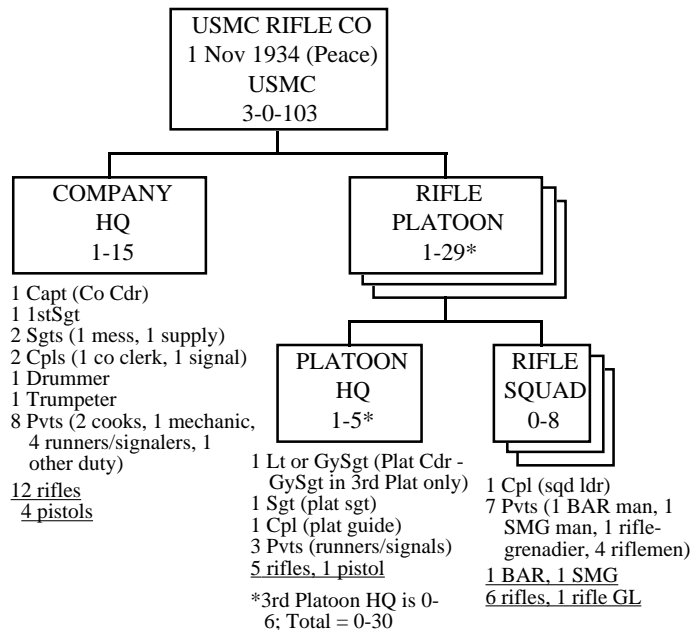 USMC RIFLE CO
1 Nov 1934 (Peace)
USMC
3-0-103
COMPANY
HQ
1-15
RIFLE
PLATOON
1-29*
1 Capt (Co Cdr)
1 1stSgt
2 Sgts (1 mess, 1 supply)
2 Cpls (1 co clerk, 1 signal)
1 Drummer
1 Trumpeter
8 Pvts (2 cooks, 1 mechanic,
4 runners/signalers, 1
other duty)
12 rifles
4 pistols
PLATOON
HQ
1-5*
1 Lt or GySgt (Plat Cdr -
GySgt in 3rd Plat only)
1 Sgt (plat sgt)
1 Cpl (plat guide)
3 Pvts (runners/signals)
5 rifles, 1 pistol
*3rd Platoon HQ is 0-
6; Total = 0-30
RIFLE
SQUAD
0-8
1 Cpl (sqd ldr)
7 Pvts (1 BAR man, 1
SMG man, 1 rifle-
grenadier, 4 riflemen)
1 BAR, 1 SMG
6 rifles, 1 rifle GL